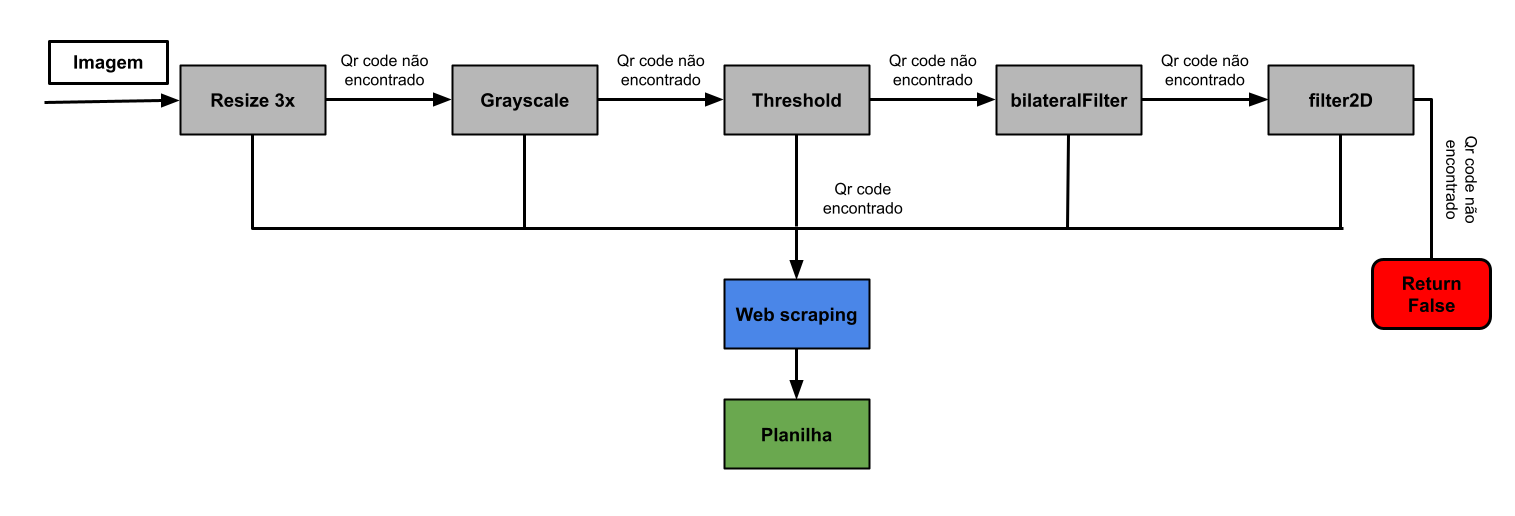 Imagem
Resize 3x
Qr code não
encontrado
Grayscale
Qr code não
encontrado
Threshold
Qr code não
encontrado
bilateralFilter
Qr code não
encontrado
filter2D
Qr code não
encontrado
Qr code
encontrado
Web scraping
Return
False
Planilha